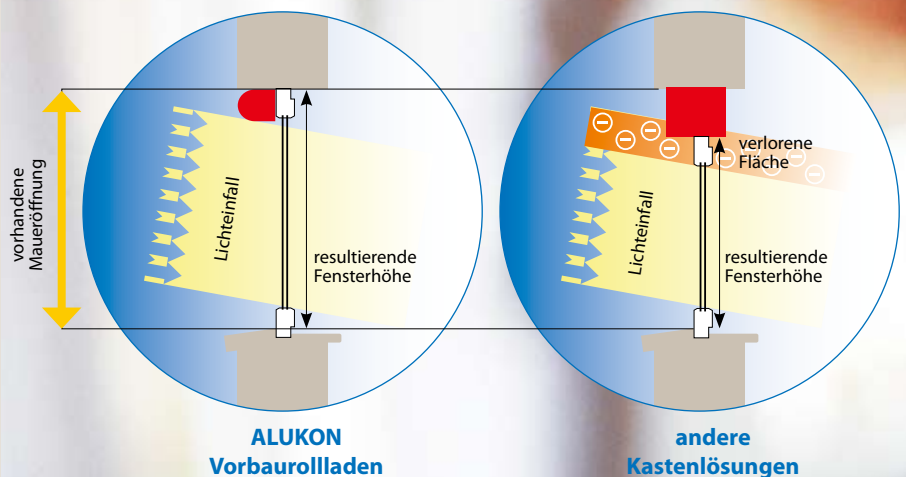 vorhandene
Maueröffnung
Lichteinfall
resultierende
Fensterhöhe
ALUKON
Vorbaurollladen
verlorene
Fläche
Lichteinfall
resultierende
Fensterhöhe
andere
Kastenlösungen